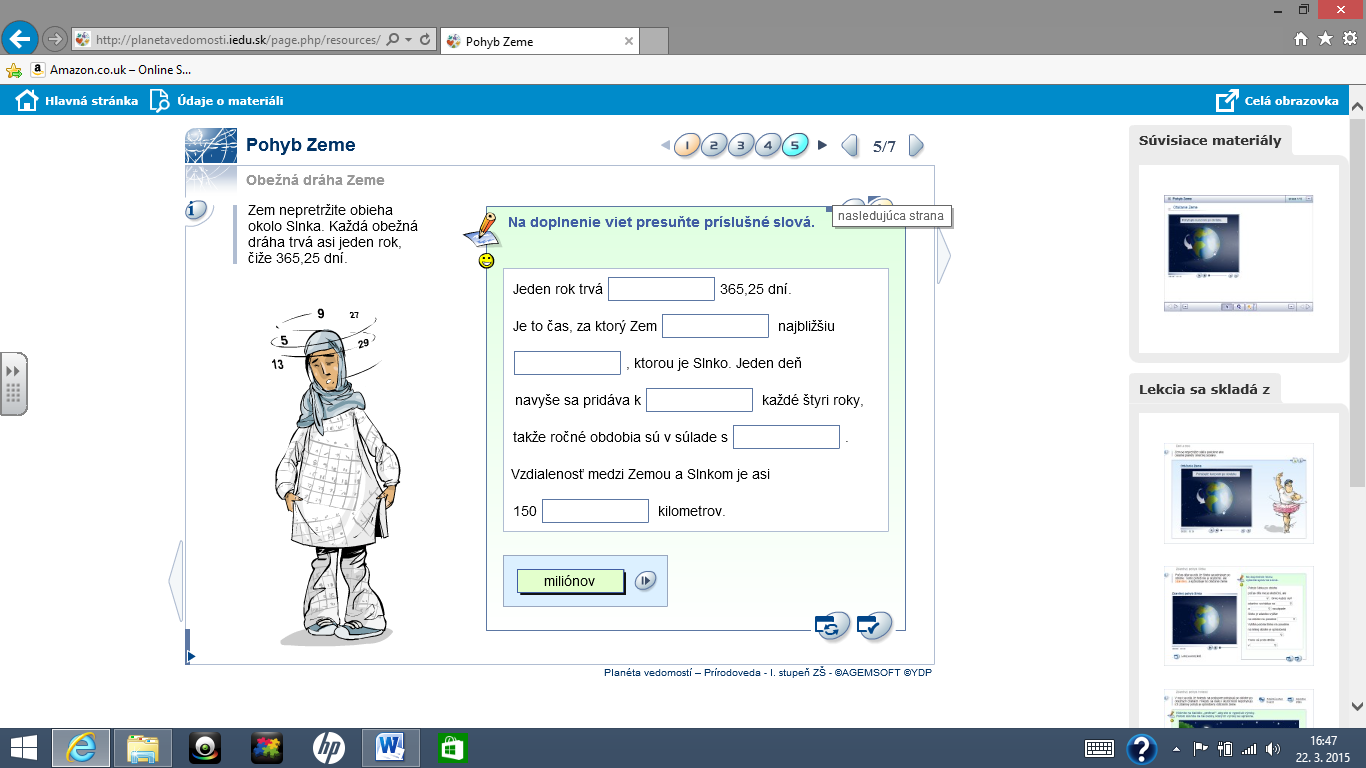 http://planetavedomosti.iedu.sk/page.php/resources/
Pohyb Zeme
Amazon.co.uk – Online S...
Hlavná stránka
Údaje o materiáli
Celá obrazovka
Pohyb Zeme
1 2 3 4 5
5/7
Obežná dráha Zeme
Zem nepretržite obieha
okolo Slnka. Každá obežná
dráha trvá asi jeden rok,
čiže 365,25 dní.
9
27
5
29
13
Na doplnenie viet presuňte príslušné slová.
nasledujúca strana
Jeden rok trvá 365,25 dní.
Je to čas, za ktorý Zem najbližšiu
, ktorou je Slnko. Jeden deň
navyše sa pridáva k každé štyri roky,
takže ročné obdobia sú v súlade s .
Vzdialenosť medzi Zemou a Slnkom je asi
150 kilometrov.
miliónov
Planéta vedomostí – Prírodoveda - I. stupeň ZŠ - ©AGEMSOFT ©YDP
Súvisiace materiály
Pohyb Zeme
Lekcia sa skladá z
16:47
22. 3. 2015